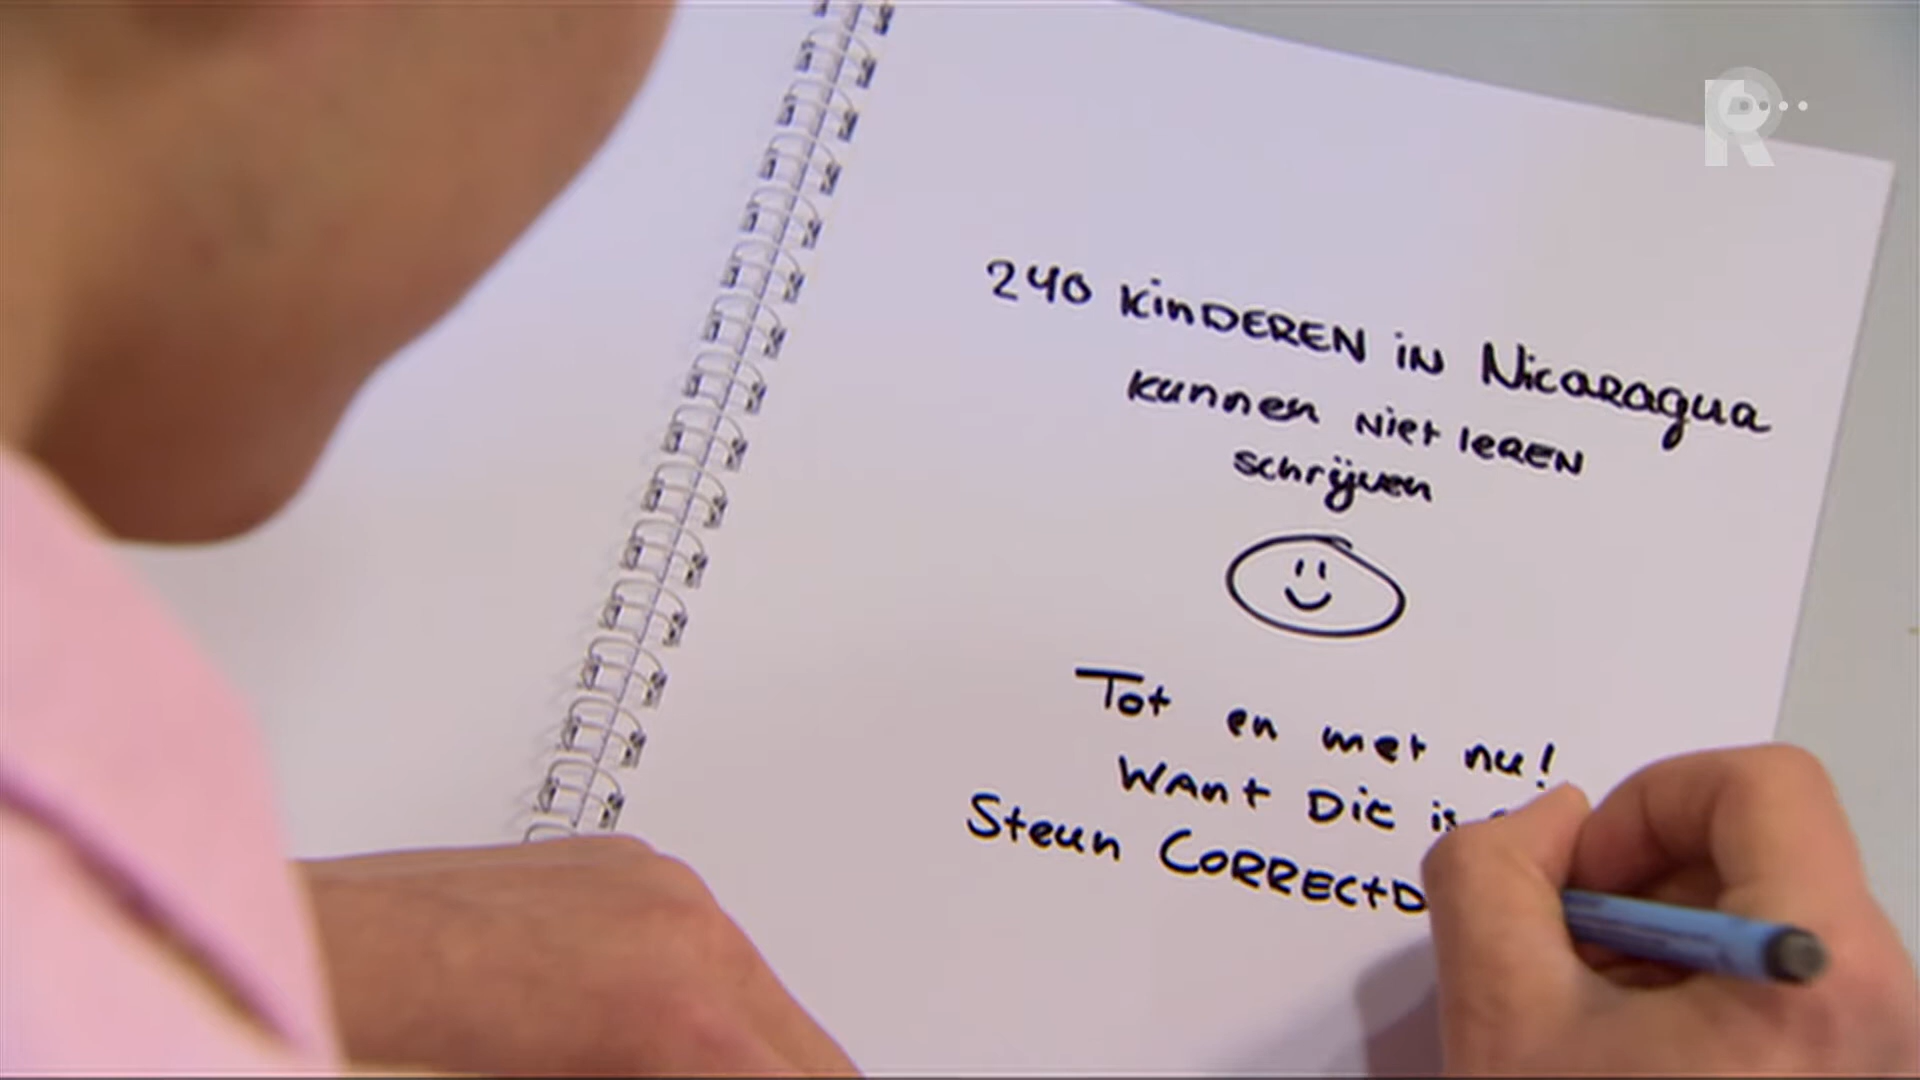 240 KinDEREN iN Nicaragua
kunnen Niet leREN
schrijven
Tot en met nu!
WAnt Dit is
Steun CORRECtD
R